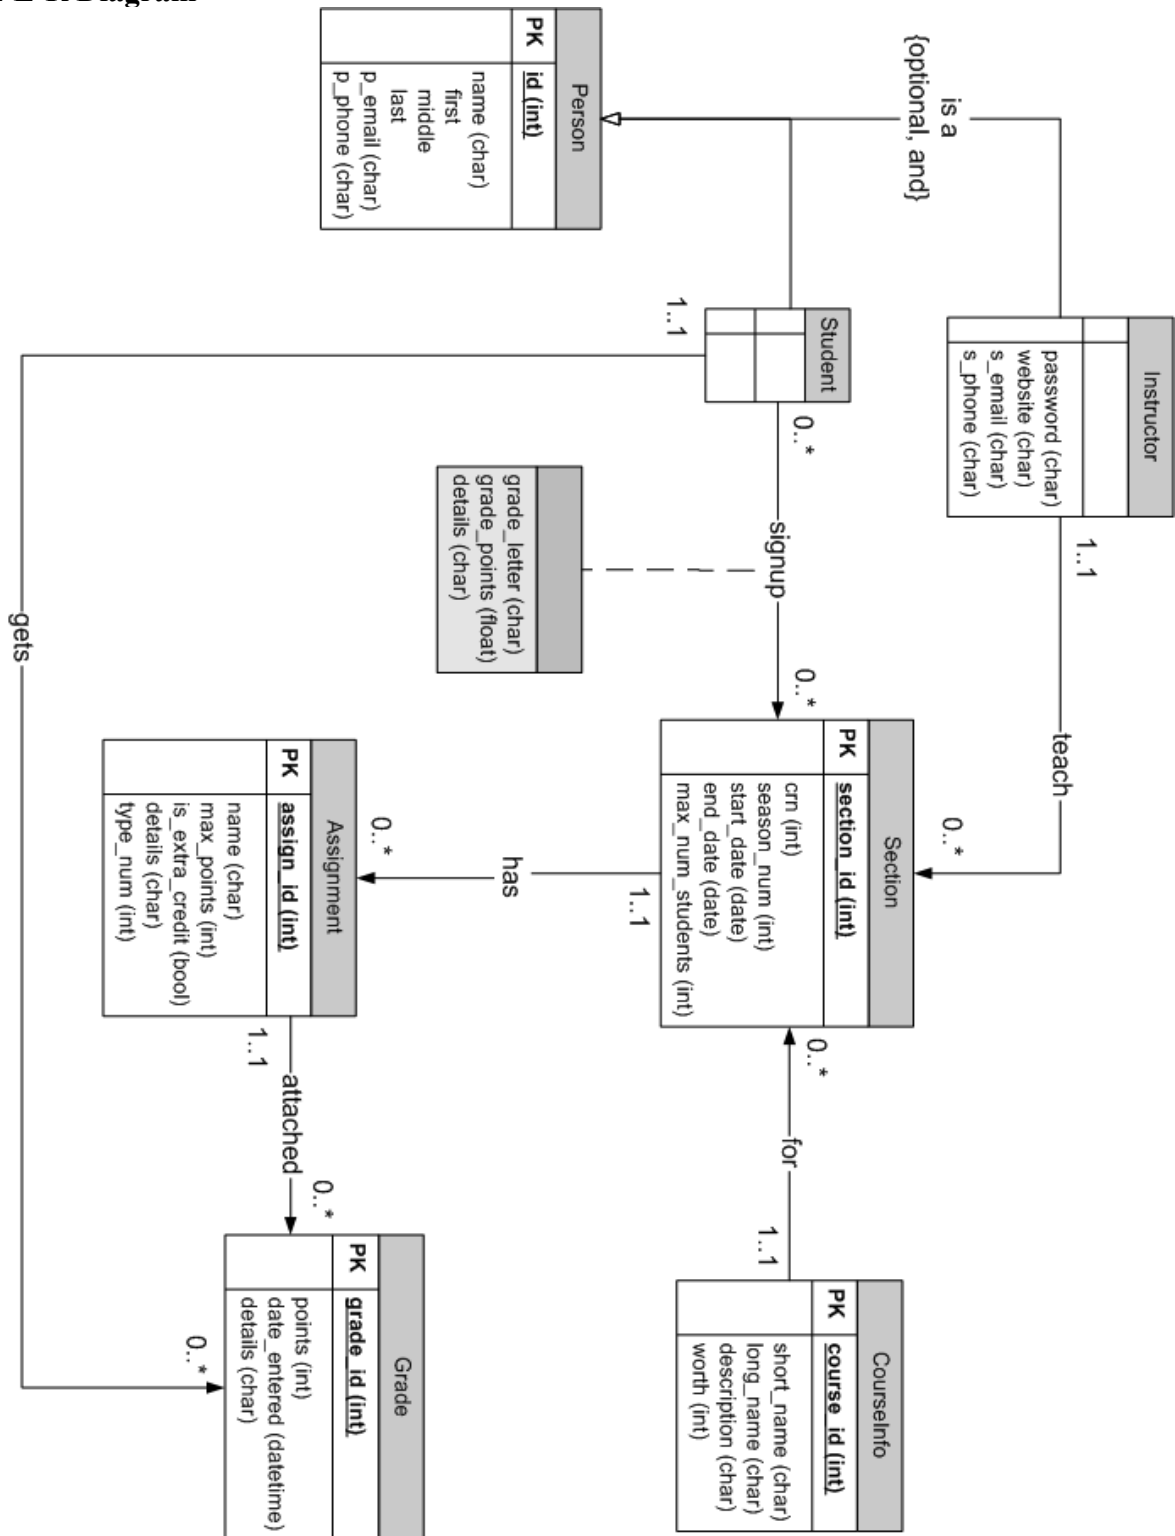 E-R Diagram
Instructor
password (char)
website (char)
s_email (char)
s_phone (char)
1..1
teach
0..*
is a
{optional, and}
Person
PK
id (int)
name (char)
first
middle
last
p_email (char)
p_phone (char)
Student
0..*
signup
0..*
1..1
grade_letter (char)
grade_points (float)
details (char)
Section
PK
section_id (int)
crn (int)
season_num (int)
start_date (date)
end_date (date)
max_num_students (int)
0..*
for
1..1
CourseInfo
PK
course_id (int)
short_name (char)
long_name (char)
description (char)
worth (int)
1..1
has
0..*
Assignment
PK
assign_id (int)
name (char)
max_points (int)
is_extra_credit (bool)
details (char)
type_num (int)
1..1
attached
0..*
Grade
PK
grade_id (int)
points (int)
date_entered (datetime)
details (char)
gets
0..*